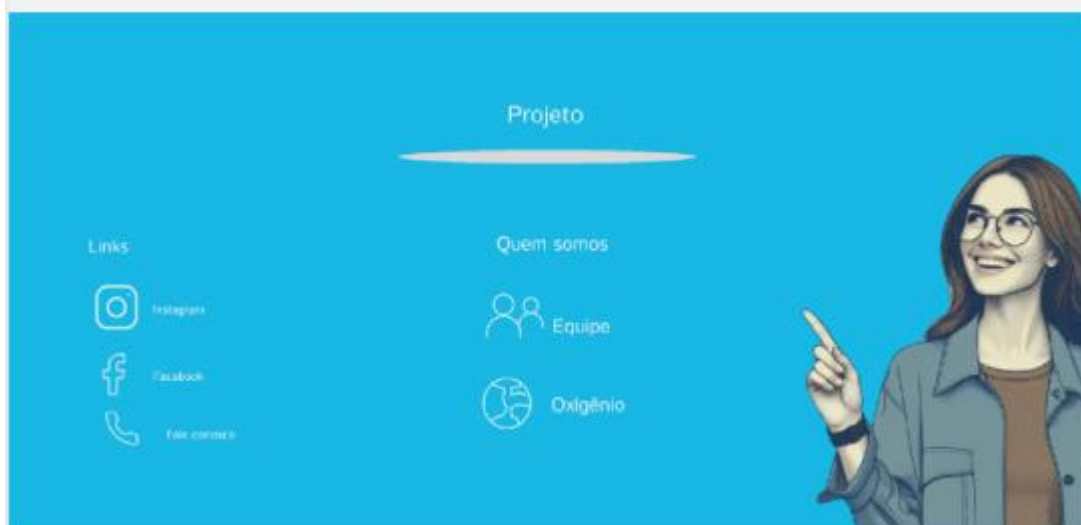 Projeto
Links
Instagram
Facebook
Fale conosco
Quem somos
Equipe
Oxigênio